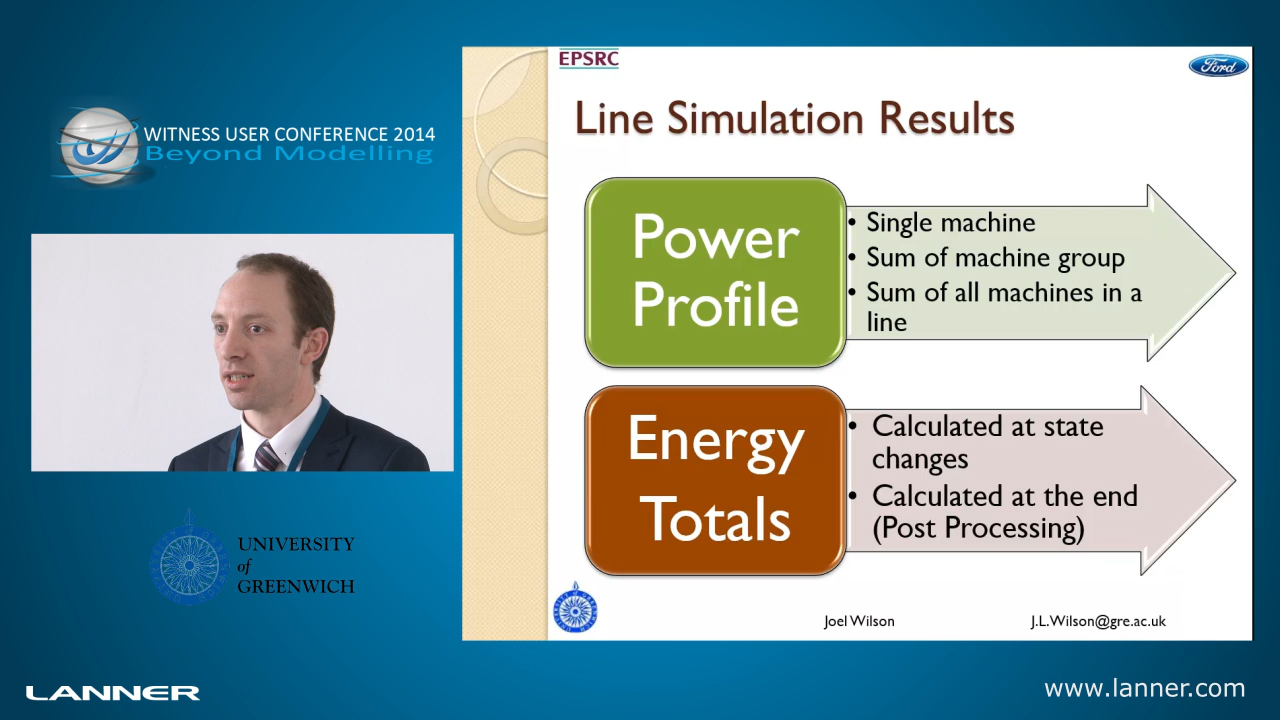 WITNESS USER CONFERENCE 2014
Beyond Modelling
UNIVERSITY
of
GREENWICH
LANNER
EPSRC
Ford
Line Simulation Results
Power
Profile
• Single machine
• Sum of machine group
• Sum of all machines in a
line
Energy
Totals
• Calculated at state
changes
• Calculated at the end
(Post Processing)
Joel Wilson
J.L.Wilson@gre.ac.uk
www.lanner.com